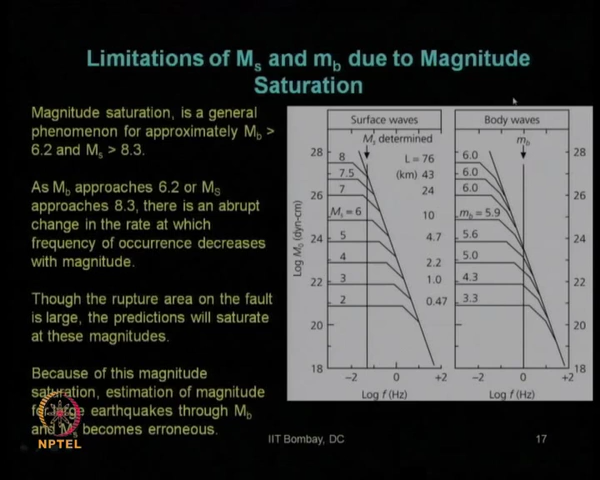 Limitations of Ms and mb due to Magnitude
Saturation
Magnitude saturation, is a general
phenomenon for approximately Mb >
6.2 and Ms > 8.3.
As Mb approaches 6.2 or MS
approaches 8.3, there is an abrupt
change in the rate at which
frequency of occurrence decreases
with magnitude.
Though the rupture area on the fault
is large, the predictions will saturate
at these magnitudes.
Because of this magnitude
saturation, estimation of magnitude
for large earthquakes through Mb
and Ms becomes erroneous.
Surface waves
Body waves
Ms determined
mb
28
8
L = 76
6.0
28
7.5
(km) 43
6.0
26
7
24
6.0
26
Ms = 6
10
mb = 5.9
24
5
4.7
5.6
24
4
2.2
5.0
22
3
1.0
4.3
22
2
0.47
3.3
20
20
18
18
Log M0 (dyn-cm)
−2
0
+2
−2
0
+2
Log f (Hz)
Log f (Hz)
NPTEL
IIT Bombay, DC
17